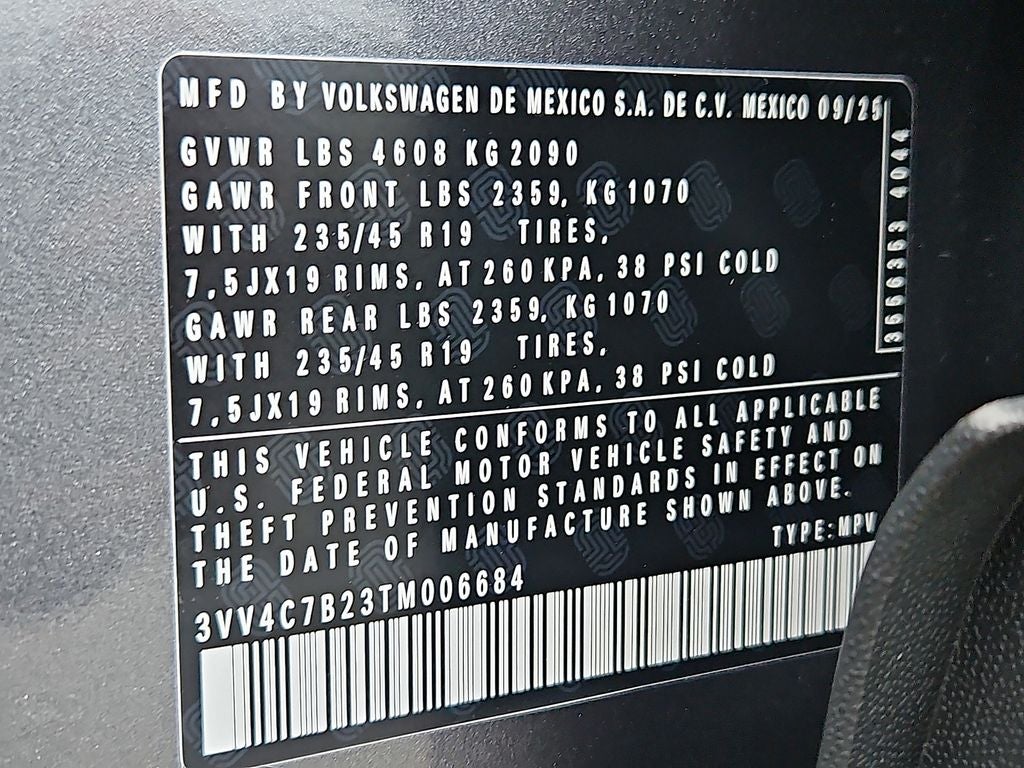 MFD BY VOLKSWAGEN DE MEXICO S.A. DE C.V. MEXICO 09/25
GVWR LBS 4608 KG 2090
GAWR FRONT LBS 2359, KG 1070
WITH 235/45 R19 TIRES,
7,5JX19 RIMS, AT 260 KPA, 38 PSI COLD
GAWR REAR LBS 2359, KG 1070
WITH 235/45 R19 TIRES,
7,5JX19 RIMS, AT 260 KPA, 38 PSI COLD
THIS VEHICLE CONFORMS TO ALL APPLICABLE
U.S. FEDERAL MOTOR VEHICLE SAFETY AND
THEFT PREVENTION STANDARDS IN EFFECT ON
THE DATE OF MANUFACTURE SHOWN ABOVE.
TYPE:MPV
3VV4C7B23TM006684